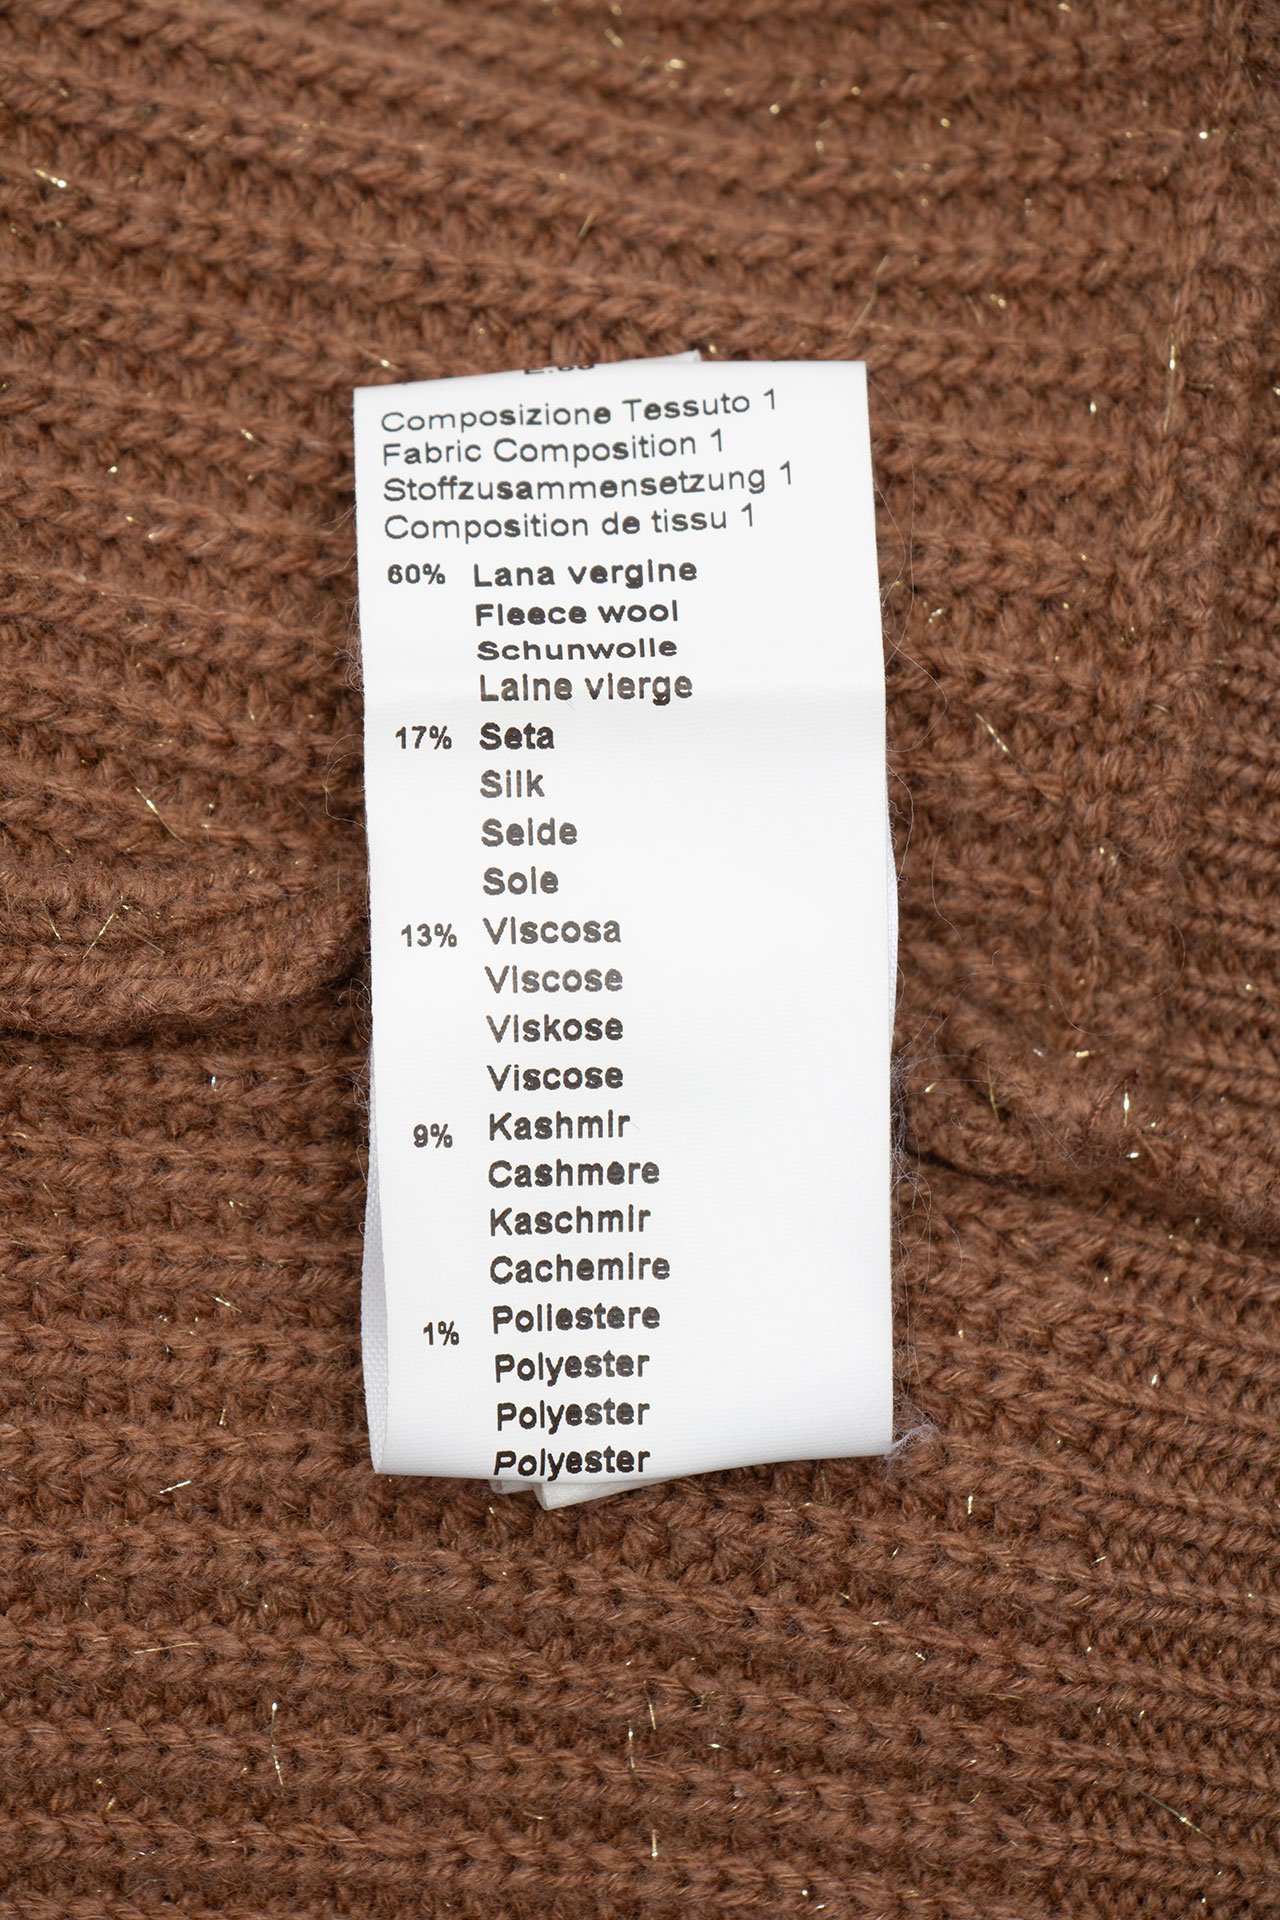 Composizione Tessuto 1
Fabric Composition 1
Stoffzusammensetzung 1
Composition de tissu 1
60% Lana vergine
Fleece wool
Schunwolle
Laine vierge
17% Seta
Silk
Seide
Soie
13% Viscosa
Viscose
Viskose
Viscose
9% Kashmir
Cashmere
Kaschmir
Cachemire
1% Poliestere
Polyester
Polyester
Polyester